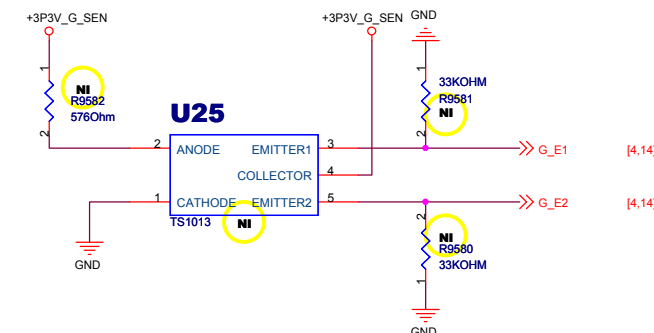 +3P3V_G_SEN
+3P3V_G_SEN
GND
1
NI
R9582
576Ohm
2
1
33KOHM
R9581
NI
2
U25
2
ANODE
EMITTER1
3
G_E1
[4,14]
COLLECTOR
4
1
CATHODE
EMITTER2
5
G_E2
[4,14]
TS1013
NI
2
NI
R9580
33KOHM
1
GND
GND